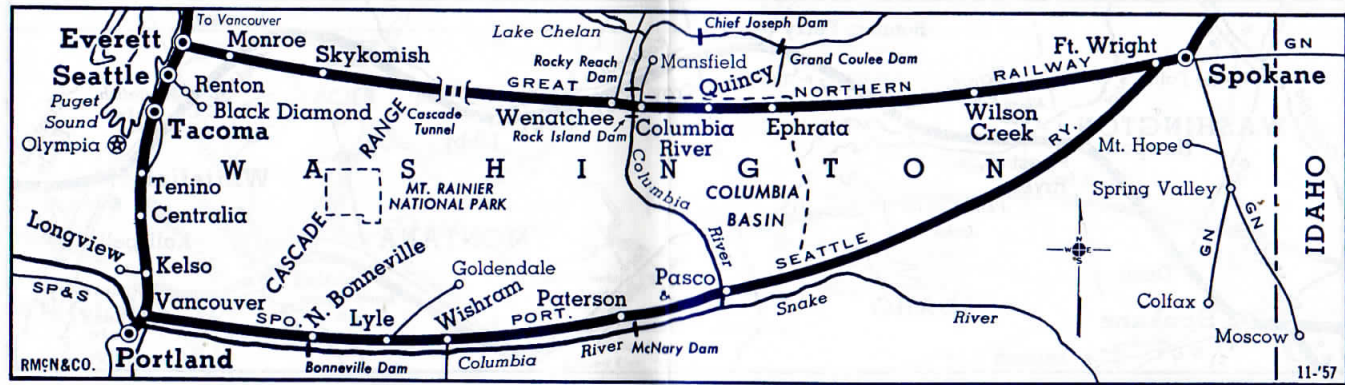 To Vancouver
Everett
Monroe
Skykomish
Seattle
Renton
Black Diamond
Puget
Sound
Tacoma
Olympia
Tenino
Centralia
Longview
Kelso
SP&S
Vancouver
Portland
RMCN&CO.
CASCADE RANGE
Cascade
Tunnel
GREAT NORTHERN RAILWAY
Lake Chelan
Rocky Reach
Dam
Mansfield
Chief Joseph Dam
Grand Coulee Dam
Quincy
Wenatchee
Rock Island Dam
Columbia
River
Ephrata
Wilson
Creek
Ft. Wright
Spokane
GN
WASHINGTON
MT. RAINIER
NATIONAL PARK
Columbia River
COLUMBIA
BASIN
Mt. Hope
Spring Valley
GN
GN
Colfax
Moscow
IDAHO
N
W E
S
SPO. PORT. & SEATTLE RY.
N. Bonneville
Bonneville Dam
Lyle
Goldendale
Wishram
Paterson
Pasco
Columbia River
McNary Dam
Snake River
11-'57